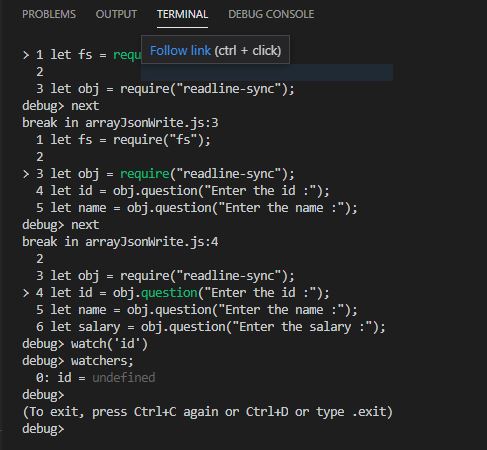 PROBLEMS OUTPUT TERMINAL DEBUG CONSOLE
> 1 let fs = requ
Follow link (ctrl + click)
2
3 let obj = require("readline-sync");
debug> next
break in arrayJsonWrite.js:3
1 let fs = require("fs");
2
> 3 let obj = require("readline-sync");
4 let id = obj.question("Enter the id :");
5 let name = obj.question("Enter the name :");
debug> next
break in arrayJsonWrite.js:4
2
3 let obj = require("readline-sync");
> 4 let id = obj.question("Enter the id :");
5 let name = obj.question("Enter the name :");
6 let salary = obj.question("Enter the salary :");
debug> watch('id')
debug> watchers;
0: id = undefined
debug>
(To exit, press Ctrl+C again or Ctrl+D or type .exit)
debug>